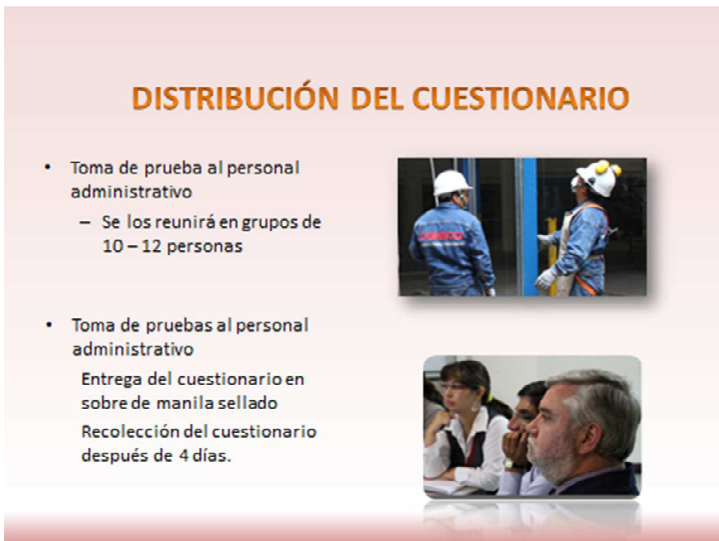 DISTRIBUCIÓN DEL CUESTIONARIO
• Toma de prueba al personal
administrativo
– Se los reunirá en grupos de
10 – 12 personas
• Toma de pruebas al personal
administrativo
Entrega del cuestionario en
sobre de manila sellado
Recolección del cuestionario
después de 4 días.